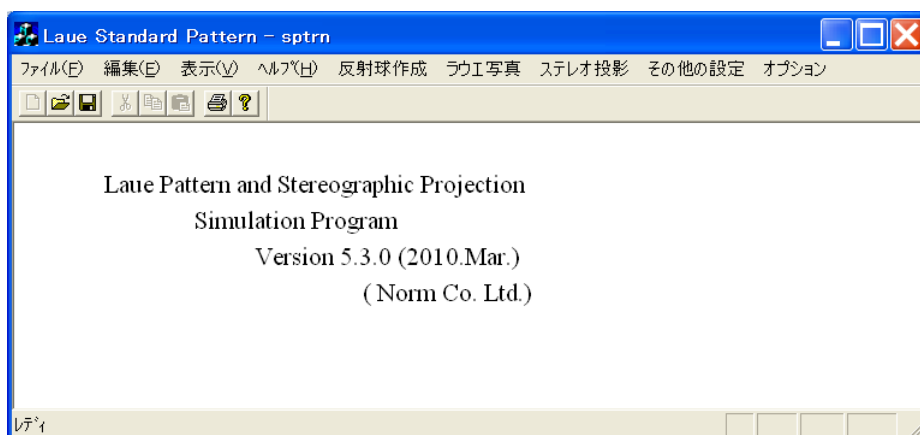 Laue Standard Pattern - sptrn
ﾌｧｲﾙ(F) 編集(E) 表示(V) ﾍﾙﾌﾟ(H) 反射球作成 ラウエ写真 ステレオ投影 その他の設定 オプション
Laue Pattern and Stereographic Projection
Simulation Program
Version 5.3.0 (2010.Mar.)
( Norm Co. Ltd.)
ﾚﾃﾞｨ